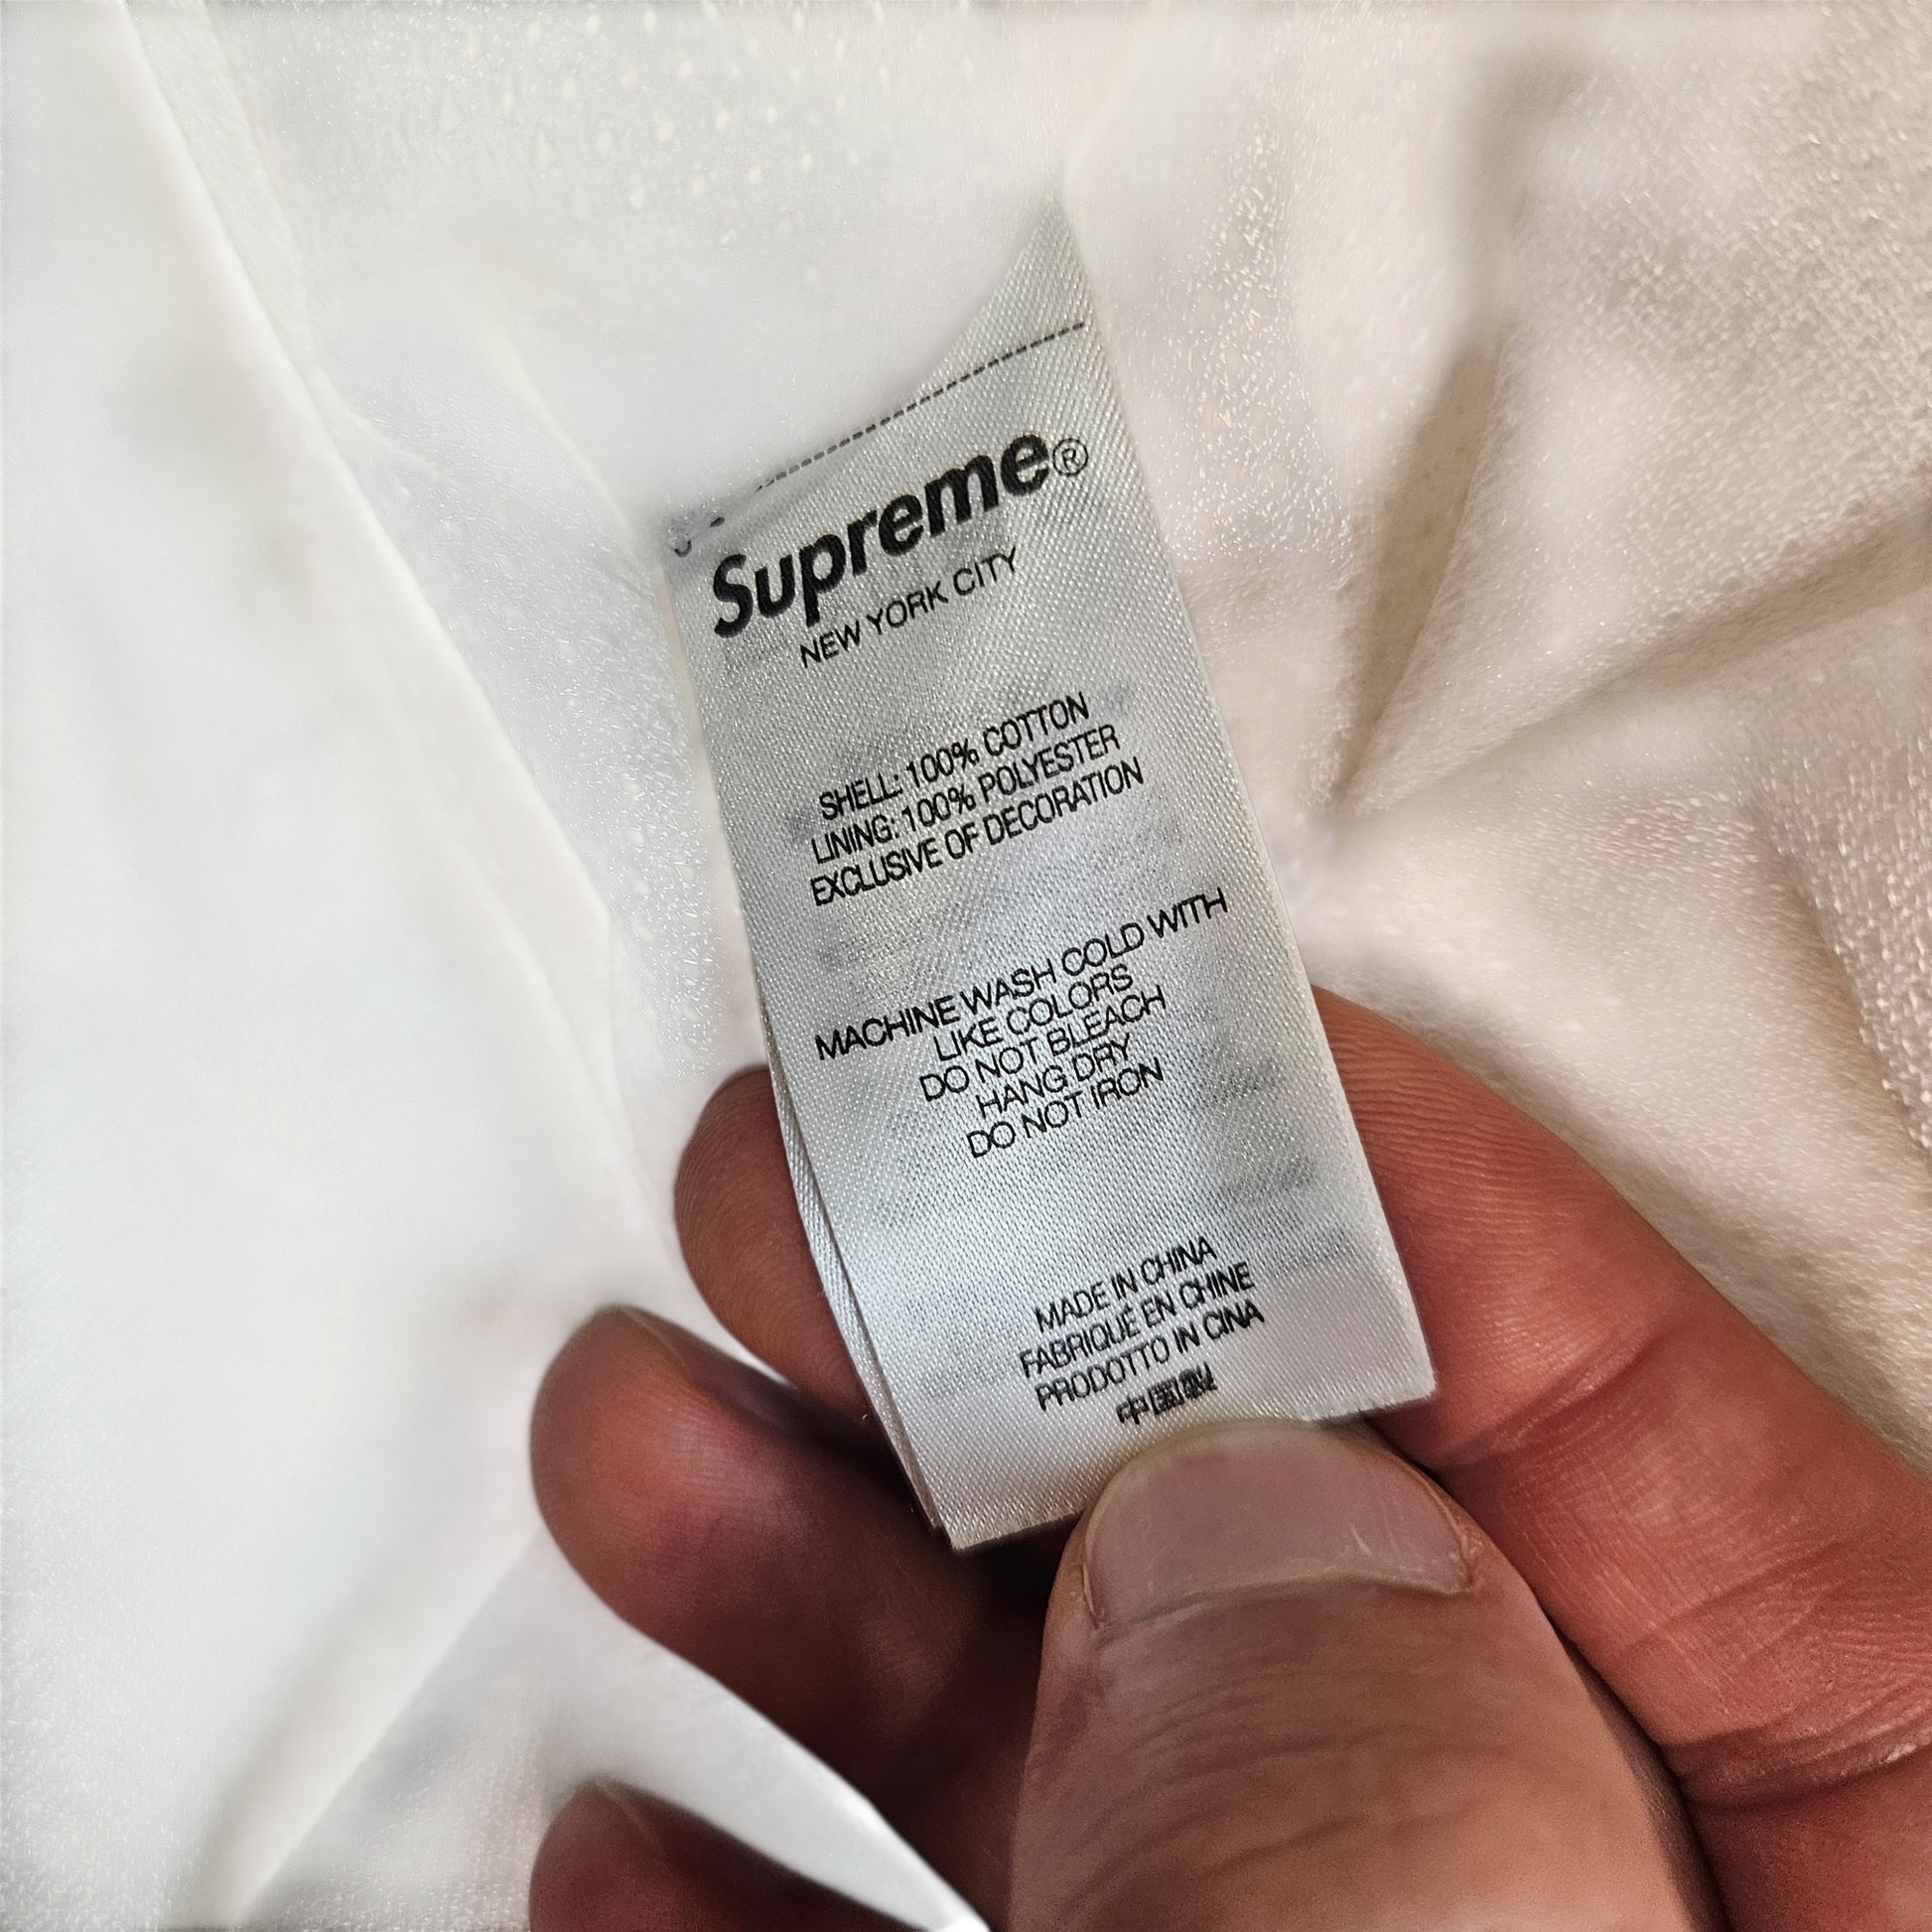 Supreme®
NEW YORK CITY
SHELL: 100% COTTON
LINING: 100% POLYESTER
EXCLUSIVE OF DECORATION
MACHINE WASH COLD WITH
LIKE COLORS
DO NOT BLEACH
HANG DRY
DO NOT IRON
MADE IN CHINA
FABRIQUÉ EN CHINE
PRODOTTO IN CINA
中国製